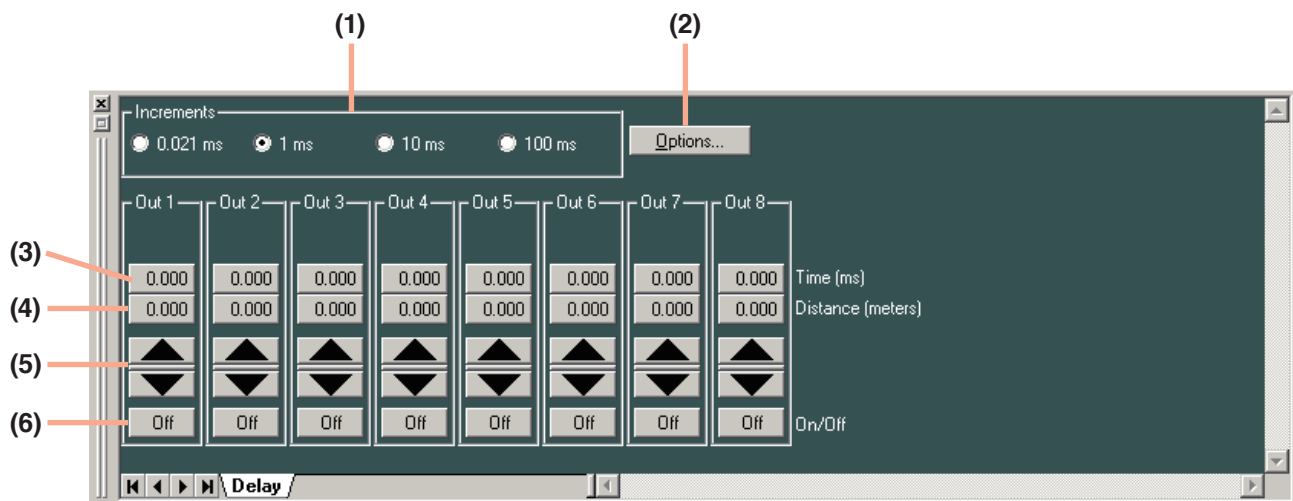 (1) (2)
Increments
0.021 ms 1 ms 10 ms 100 ms Options...
Out 1 Out 2 Out 3 Out 4 Out 5 Out 6 Out 7 Out 8
(3) 0.000 0.000 0.000 0.000 0.000 0.000 0.000 0.000 Time (ms)
(4) 0.000 0.000 0.000 0.000 0.000 0.000 0.000 0.000 Distance (meters)
(5)
(6) Off Off Off Off Off Off Off Off On/Off
Delay